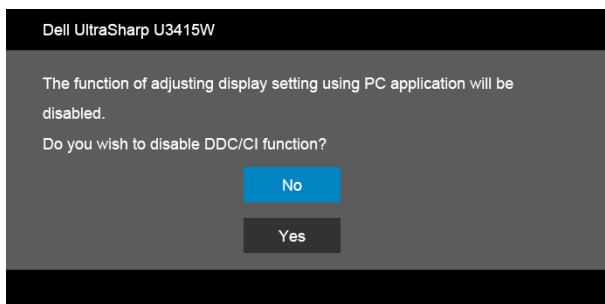 Dell UltraSharp U3415W
The function of adjusting display setting using PC application will be
disabled.
Do you wish to disable DDC/CI function?
No
Yes